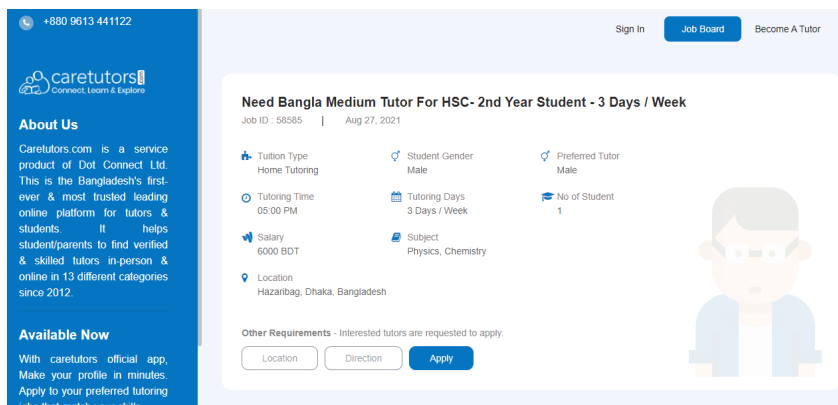 +880 9613 441122
caretutors.com
Connect, Learn & Explore
About Us
Caretutors.com is a service
product of Dot Connect Ltd.
This is the Bangladesh's first-
ever & most trusted leading
online platform for tutors &
students. It helps
student/parents to find verified
& skilled tutors in-person &
online in 13 different categories
since 2012.
Available Now
With caretutors official app,
Make your profile in minutes.
Apply to your preferred tutoring
jobs that match your skills
Sign In
Job Board
Become A Tutor
Need Bangla Medium Tutor For HSC- 2nd Year Student - 3 Days / Week
Job ID : 58585 | Aug 27, 2021
Tuition Type
Home Tutoring
Student Gender
Male
Preferred Tutor
Male
Tutoring Time
05:00 PM
Tutoring Days
3 Days / Week
No of Student
1
Salary
6000 BDT
Subject
Physics, Chemistry
Location
Hazaribag, Dhaka, Bangladesh
Other Requirements - Interested tutors are requested to apply.
Location
Direction
Apply